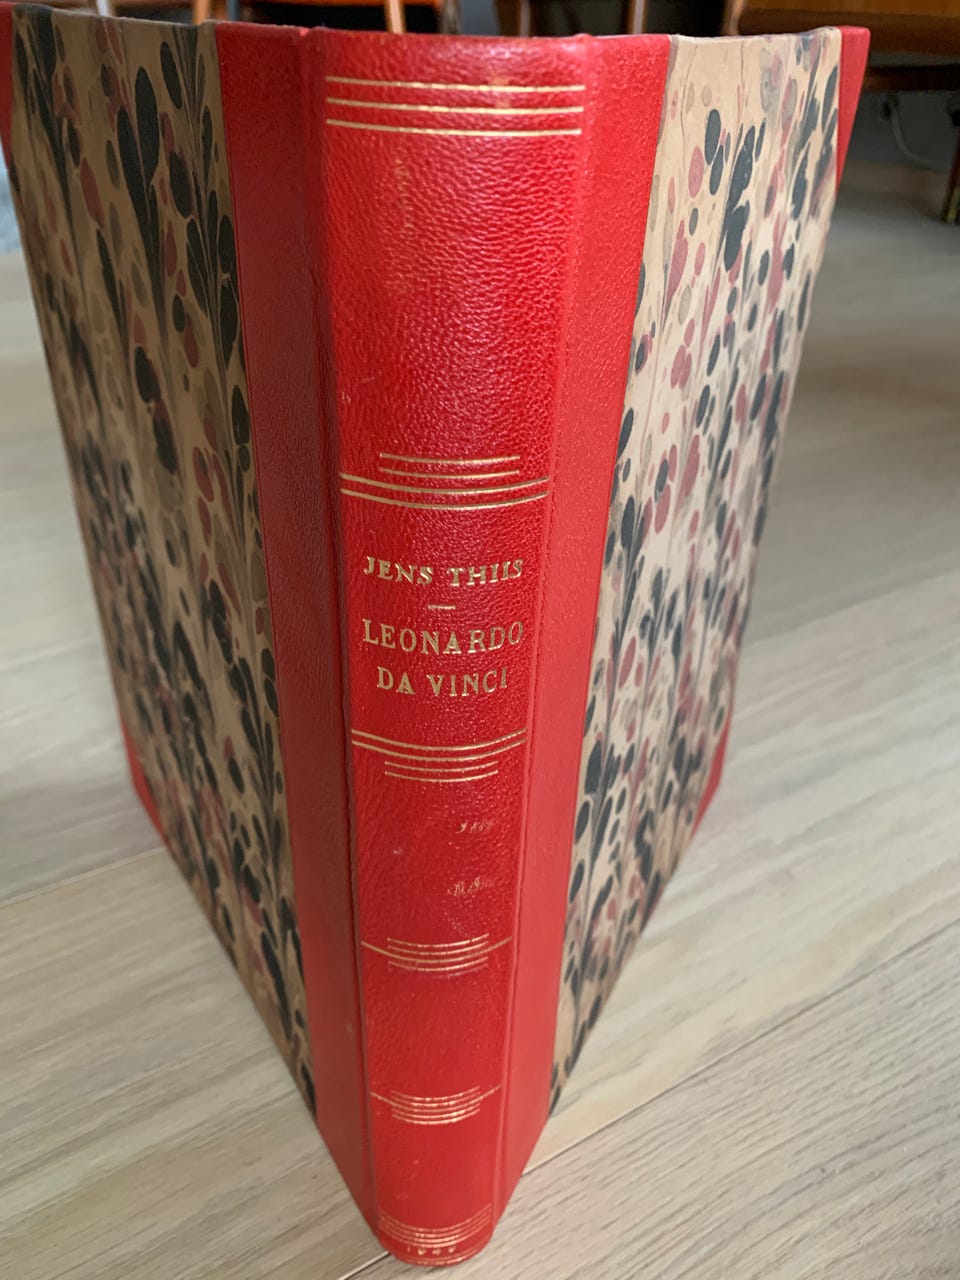 JENS THIIS
LEONARDO
DA VINCI